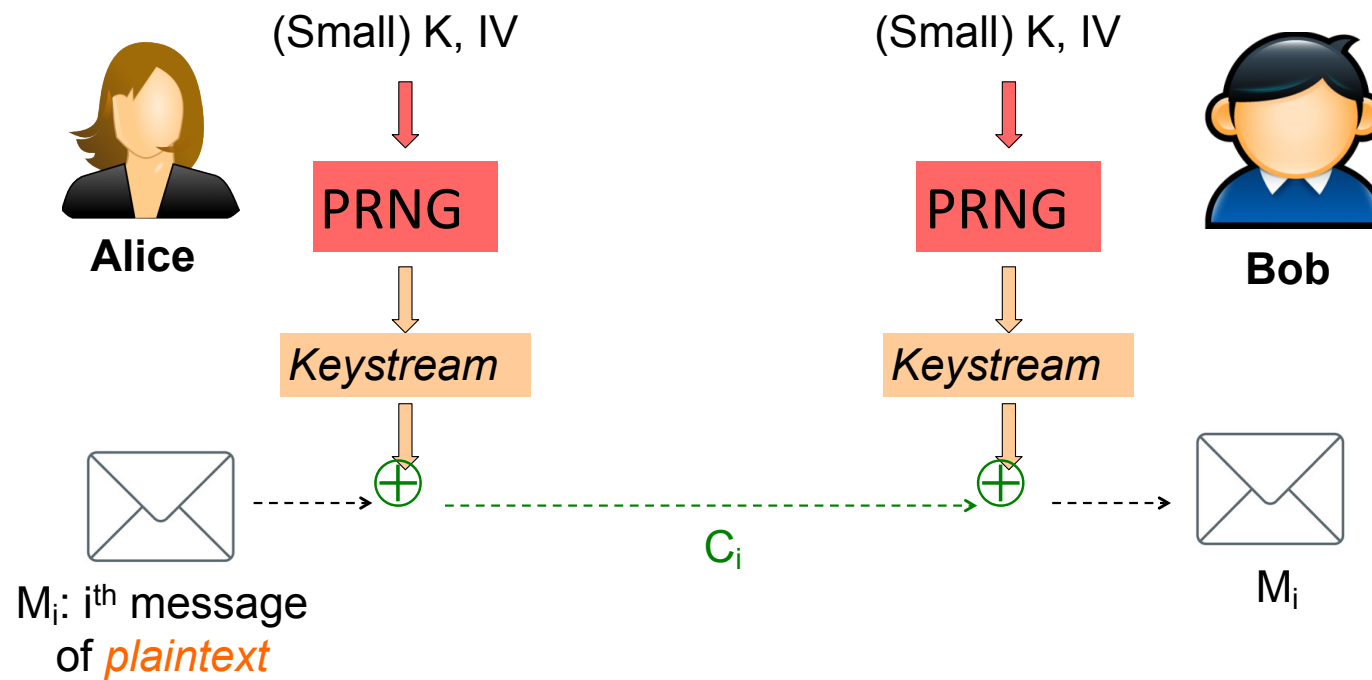 (Small) K, IV
(Small) K, IV
PRNG
PRNG
Alice
Bob
Keystream
Keystream
Cᵢ
Mᵢ: iᵗʰ message
of plaintext
Mᵢ